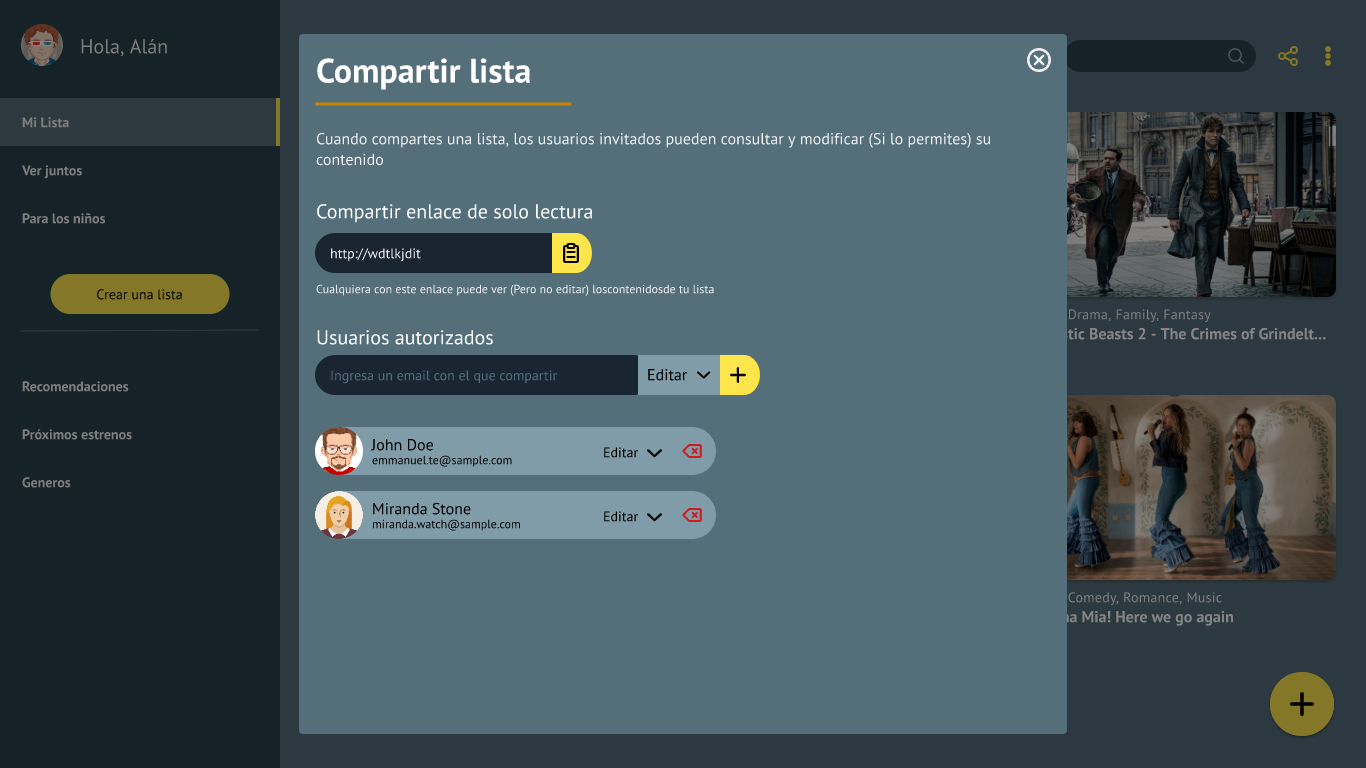 Hola, Alán
Mi Lista
Ver juntos
Para los niños
Crear una lista
Recomendaciones
Próximos estrenos
Generos
Compartir lista
Cuando compartes una lista, los usuarios invitados pueden consultar y modificar (Si lo permites) su
contenido
Compartir enlace de solo lectura
http://wdtlkjdit
Cualquiera con este enlace puede ver (Pero no editar) loscontenidosde tu lista
Usuarios autorizados
Ingresa un email con el que compartir
Editar
John Doe
emmanuel.te@sample.com
Editar
Miranda Stone
miranda.watch@sample.com
Editar
Drama, Family, Fantasy
tic Beasts 2 - The Crimes of Grindelt...
Comedy, Romance, Music
na Mia! Here we go again